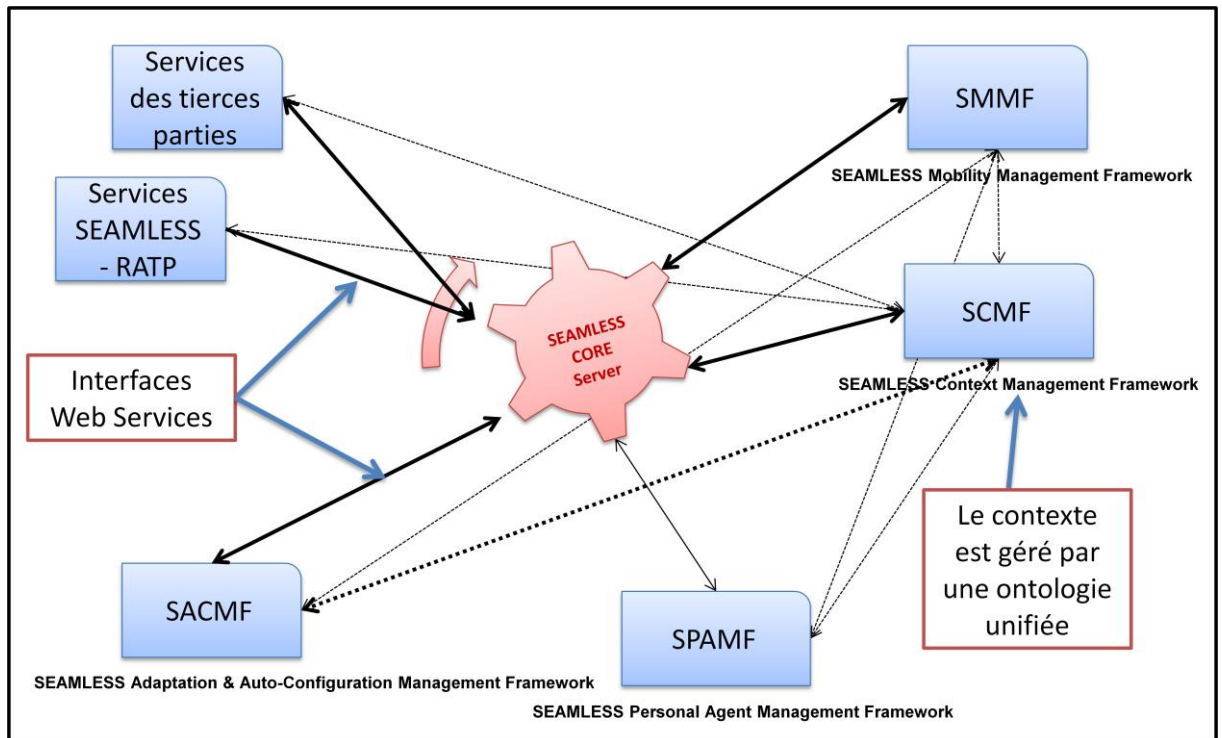 Services
des tierces
parties
SMMF
SEAMLESS Mobility Management Framework
Services
SEAMLESS
- RATP
SEAMLESS
CORE
Server
SCMF
SEAMLESS Context Management Framework
Interfaces
Web Services
Le contexte
est géré par
une ontologie
unifiée
SACMF
SEAMLESS Adaptation & Auto-Configuration Management Framework
SPAMF
SEAMLESS Personal Agent Management Framework